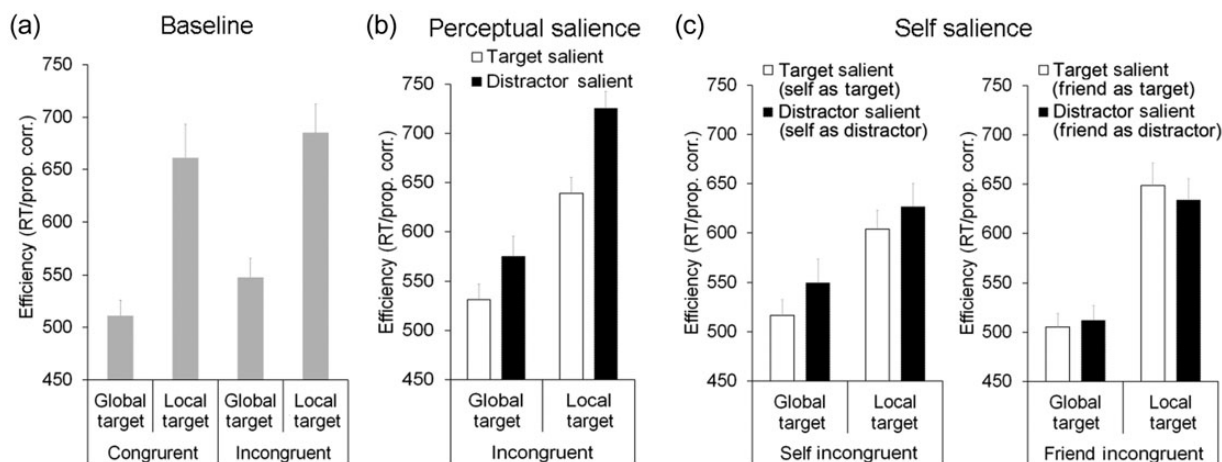 (a) Baseline
Efficiency (RT/prop. corr.)
750
700
650
600
550
500
450
Global target
Local target
Global target
Local target
Congrurent
Incongruent
(b) Perceptual salience
Target salient
Distractor salient
Efficiency (RT/prop. corr.)
750
700
650
600
550
500
450
Global target
Local target
Incongruent
(c) Self salience
Target salient
(self as target)
Distractor salient
(self as distractor)
Efficiency (RT/prop. corr.)
750
700
650
600
550
500
450
Global target
Local target
Self incongruent
Target salient
(friend as target)
Distractor salient
(friend as distractor)
Efficiency (RT/prop. corr.)
750
700
650
600
550
500
450
Global target
Local target
Friend incongruent